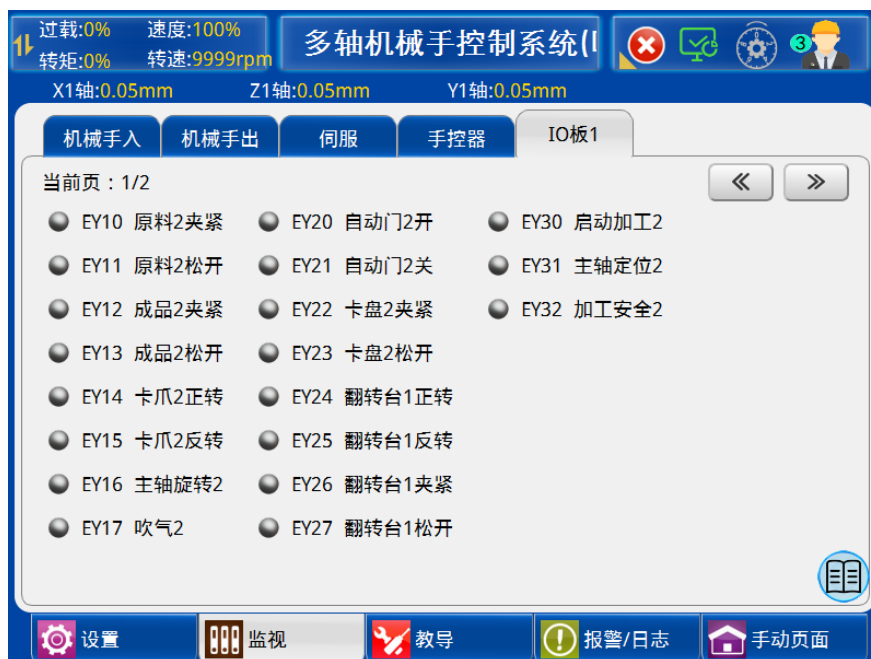 过载:0% 速度:100%
转矩:0% 转速:9999rpm
多轴机械手控制系统(
3
X1轴:0.05mm Z1轴:0.05mm Y1轴:0.05mm
机械手入 机械手出 伺服 手控器 IO板1
当前页：1/2
EY10 原料2夹紧 EY20 自动门2开 EY30 启动加工2
EY11 原料2松开 EY21 自动门2关 EY31 主轴定位2
EY12 成品2夹紧 EY22 卡盘2夹紧 EY32 加工安全2
EY13 成品2松开 EY23 卡盘2松开
EY14 卡爪2正转 EY24 翻转台1正转
EY15 卡爪2反转 EY25 翻转台1反转
EY16 主轴旋转2 EY26 翻转台1夹紧
EY17 吹气2 EY27 翻转台1松开
设置 监视 教导 报警/日志 手动页面